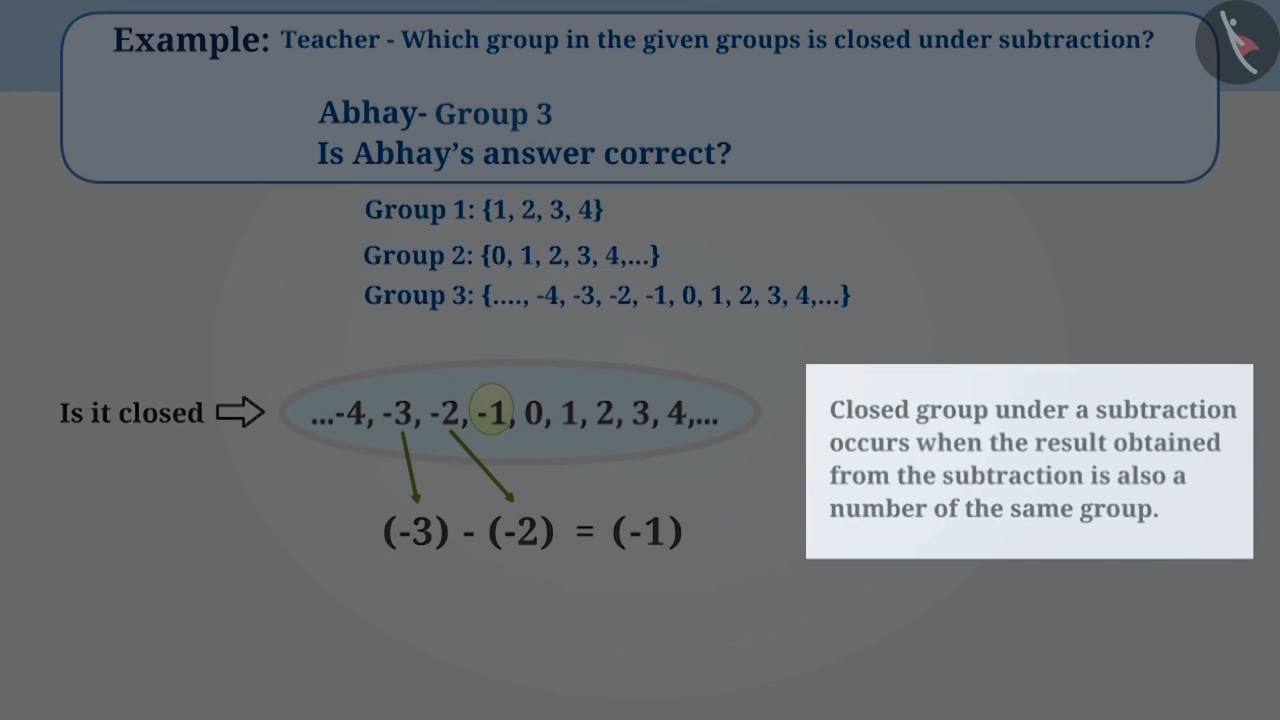 Example: Teacher - Which group in the given groups is closed under subtraction?
Abhay- Group 3
Is Abhay’s answer correct?
Group 1: {1, 2, 3, 4}
Group 2: {0, 1, 2, 3, 4,...}
Group 3: {...., -4, -3, -2, -1, 0, 1, 2, 3, 4,...}
Is it closed
...-4, -3, -2, -1, 0, 1, 2, 3, 4,...
(-3) - (-2) = (-1)
Closed group under a subtraction
occurs when the result obtained
from the subtraction is also a
number of the same group.